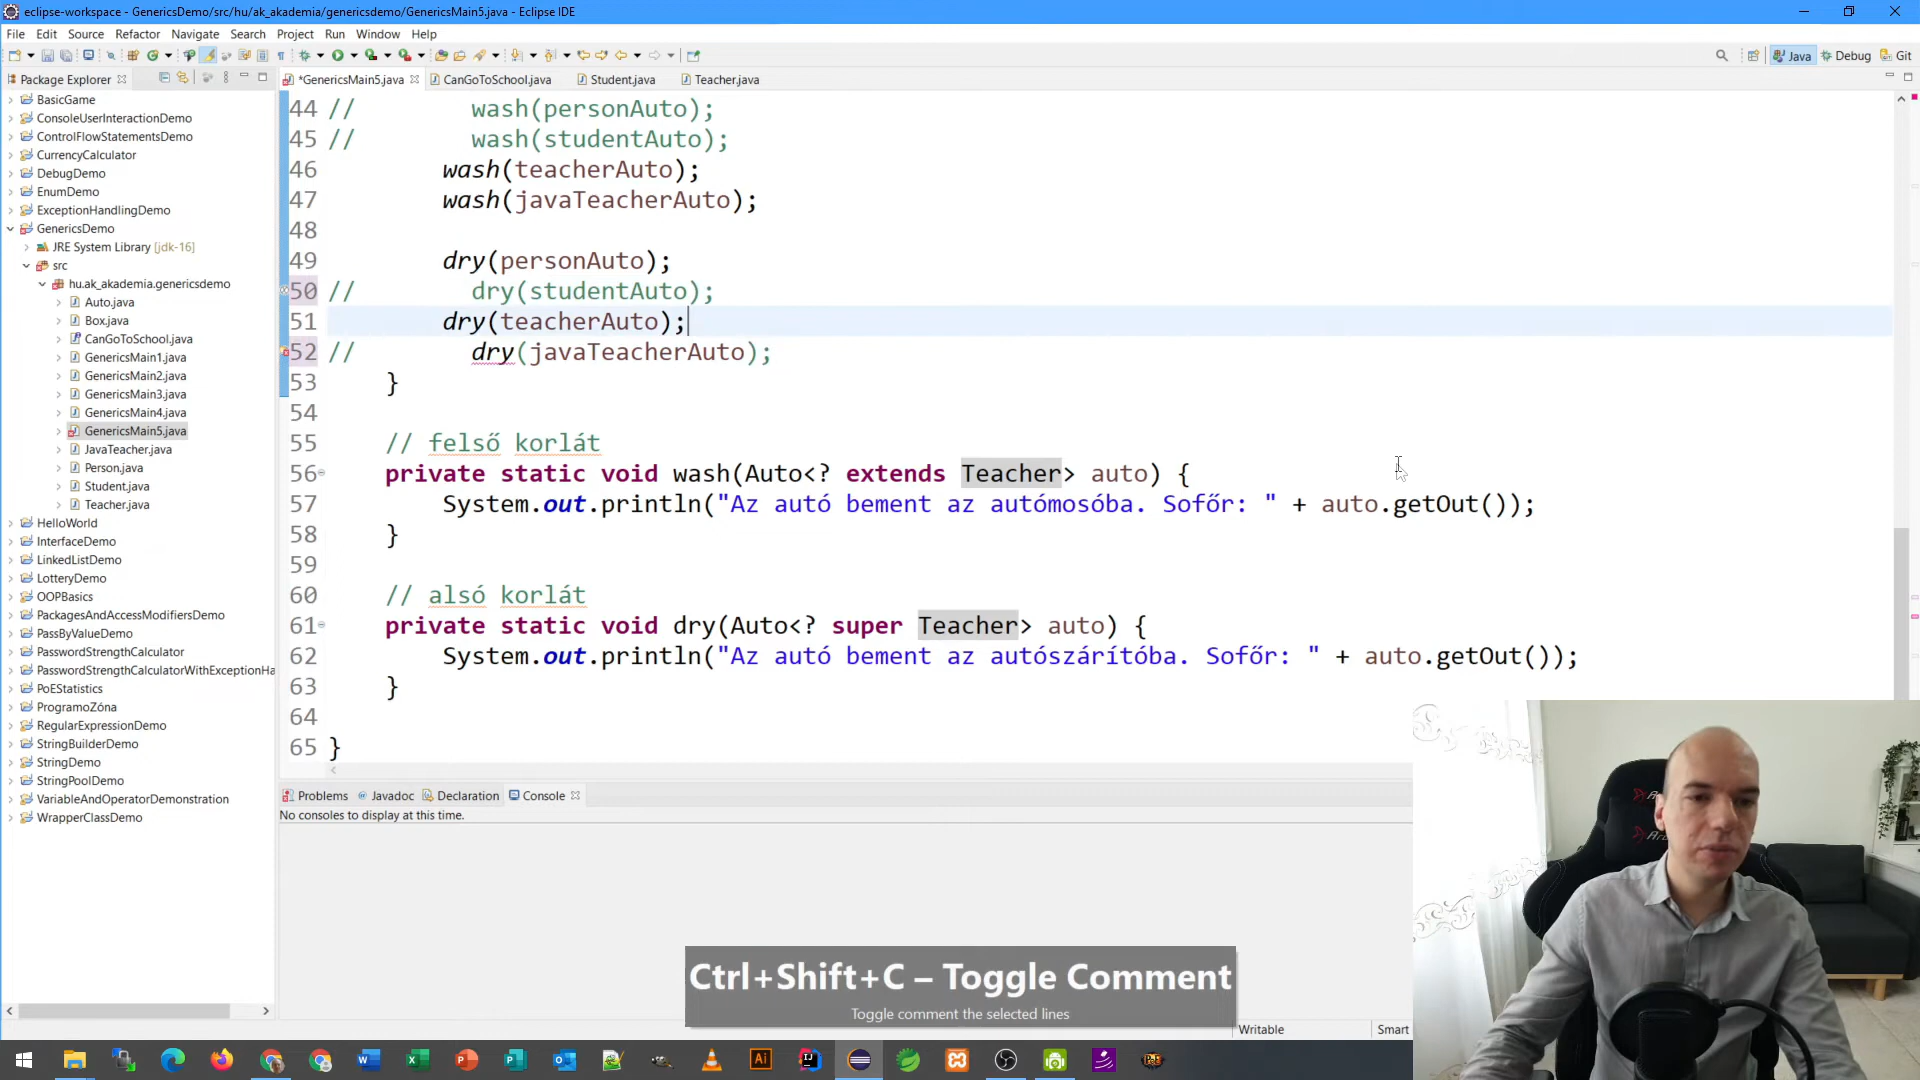 eclipse-workspace - GenericsDemo/src/hu/ak_akademia/genericsdemo/GenericsMain5.java - Eclipse IDE
File Edit Source Refactor Navigate Search Project Run Window Help
Java Debug Git
Package Explorer
*GenericsMain5.java CanGoToSchool.java Student.java Teacher.java
BasicGame
ConsoleUserInteractionDemo
ControlFlowStatementsDemo
CurrencyCalculator
DebugDemo
EnumDemo
ExceptionHandlingDemo
GenericsDemo
JRE System Library [jdk-16]
src
hu.ak_akademia.genericsdemo
Auto.java
Box.java
CanGoToSchool.java
GenericsMain1.java
GenericsMain2.java
GenericsMain3.java
GenericsMain4.java
GenericsMain5.java
JavaTeacher.java
Person.java
Student.java
Teacher.java
HelloWorld
InterfaceDemo
LinkedListDemo
LotteryDemo
OOPBasics
PackagesAndAccessModifiersDemo
PassByValueDemo
PasswordStrengthCalculator
PasswordStrengthCalculatorWithExceptionHa
PoEStatistics
ProgramoZóna
RegularExpressionDemo
StringBuilderDemo
StringDemo
StringPoolDemo
VariableAndOperatorDemonstration
WrapperClassDemo
44 // wash(personAuto);
45 // wash(studentAuto);
46 wash(teacherAuto);
47 wash(javaTeacherAuto);
48
49 dry(personAuto);
50 // dry(studentAuto);
51 dry(teacherAuto);
52 // dry(javaTeacherAuto);
53 }
54
55 // felső korlát
56 private static void wash(Auto<? extends Teacher> auto) {
57 System.out.println("Az autó bement az autómosóba. Sofőr: " + auto.getOut());
58 }
59
60 // alsó korlát
61 private static void dry(Auto<? super Teacher> auto) {
62 System.out.println("Az autó bement az autószárítóba. Sofőr: " + auto.getOut());
63 }
64
65 }
Problems Javadoc Declaration Console
No consoles to display at this time.
Ctrl+Shift+C – Toggle Comment
Toggle comment the selected lines
Writable Smart